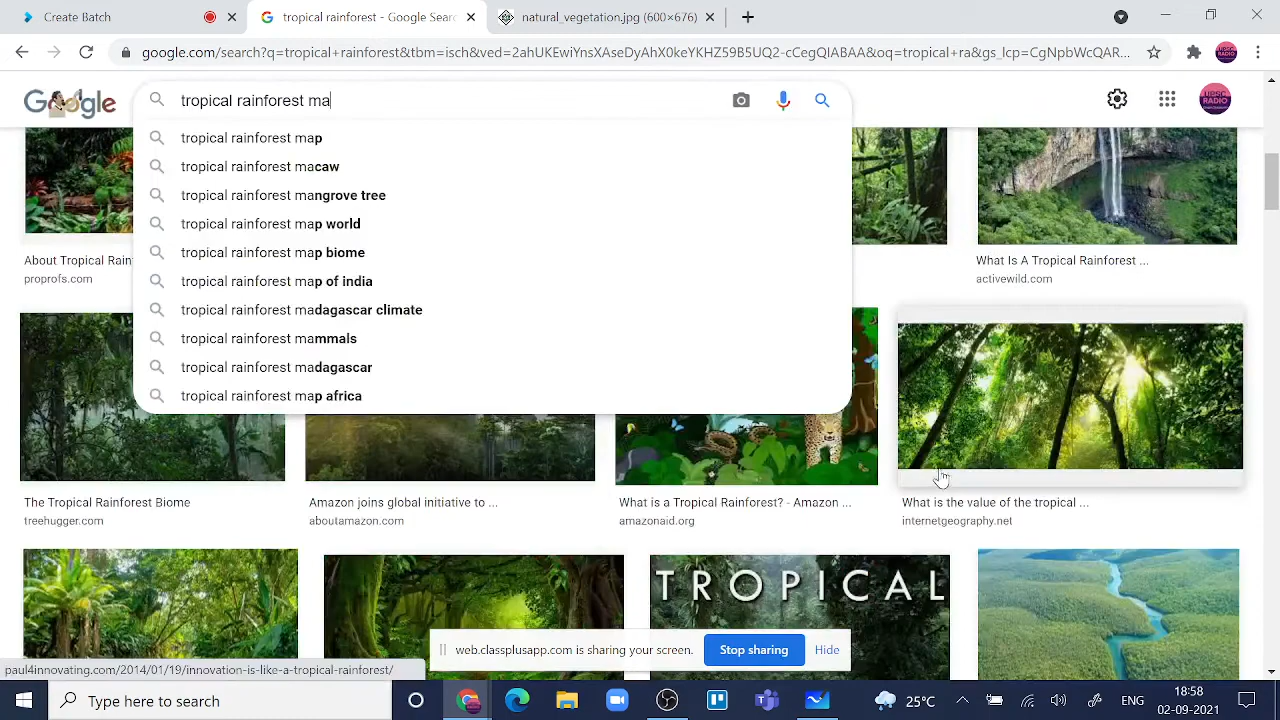 Create Batch
tropical rainforest - Google Sear
natural_vegetation.jpg (600×676)
google.com/search?q=tropical+rainforest&tbm=isch&ved=2ahUKEwiYnsXAseDyAhX0keYKHZ59B5UQ2-cCegQIABAA&oq=tropical+ra&gs_lcp=CgNpbWcQAR...
UPSC RADIO
Google
tropical rainforest ma
UPSC
RADIO
tropical rainforest map
tropical rainforest macaw
tropical rainforest mangrove tree
tropical rainforest map world
tropical rainforest map biome
tropical rainforest map of india
tropical rainforest madagascar climate
tropical rainforest mammals
tropical rainforest madagascar
tropical rainforest map africa
About Tropical Rain
proprofs.com
What Is A Tropical Rainforest ...
activewild.com
The Tropical Rainforest Biome
treehugger.com
Amazon joins global initiative to ...
aboutamazon.com
What is a Tropical Rainforest? - Amazon ...
amazonaid.org
What is the value of the tropical ...
internetgeography.net
TROPICAL
web.classplusapp.com is sharing your screen.
Stop sharing
Hide
paul4innovating.com/2014/01/19/innovation-is-like-a-tropical-rainforest/
Type here to search
25°C
ENG
18:58
02-09-2021